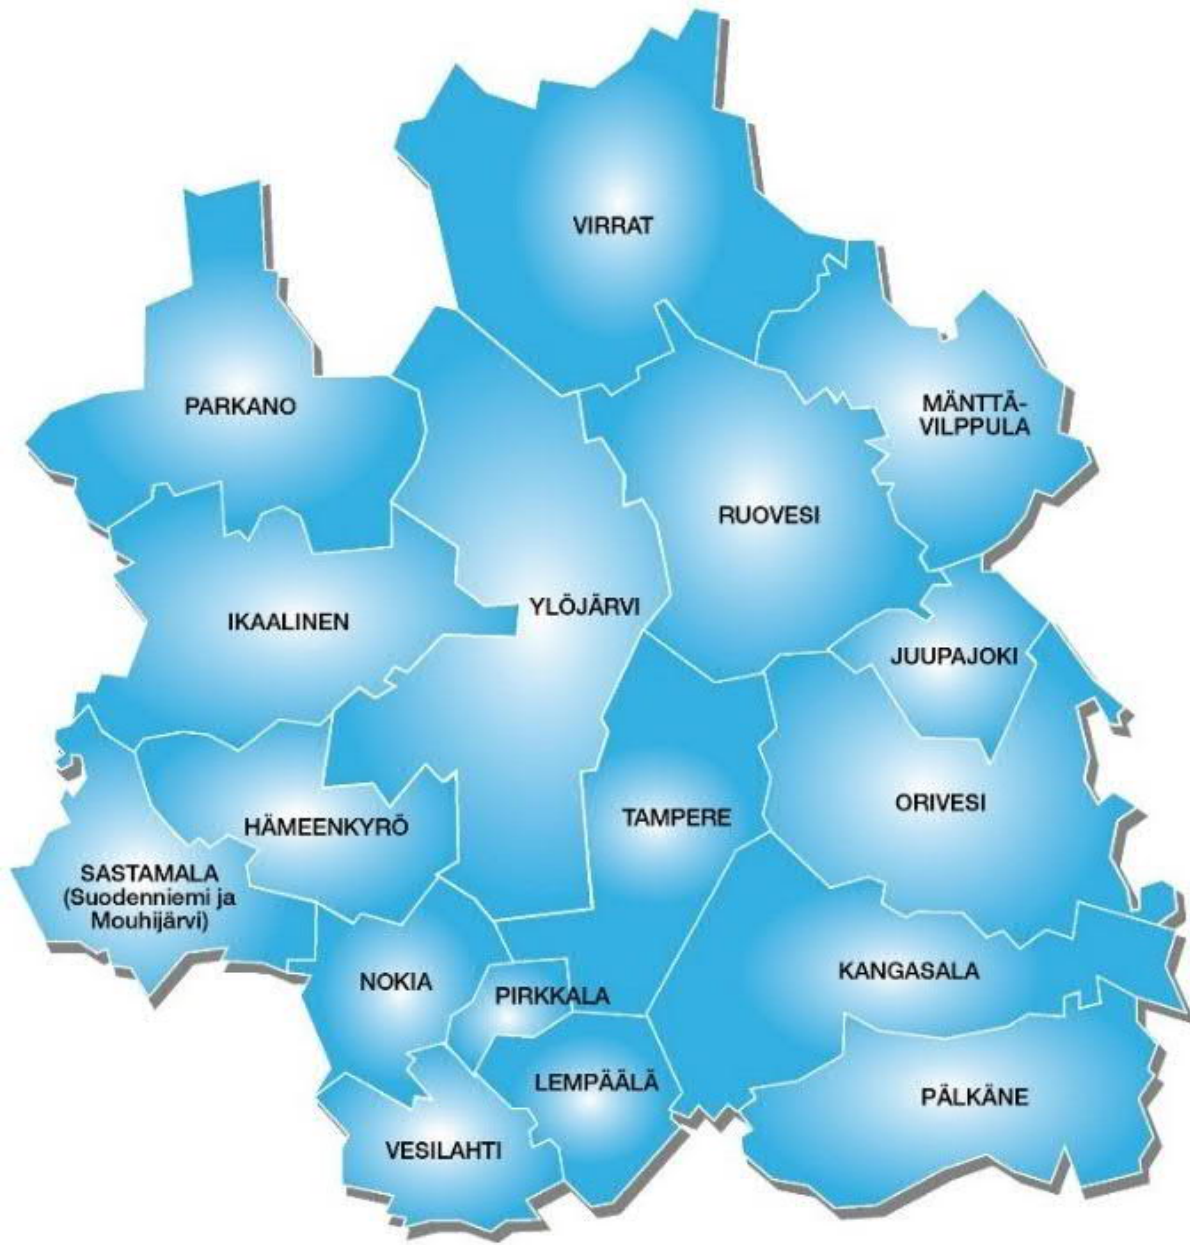 VIRRAT
PARKANO
MÄNTTÄ-
VILPPULA
RUOVESI
IKAALINEN
YLÖJÄRVI
JUUPAJOKI
ORIVESI
TAMPERE
HÄMEENKYRÖ
SASTAMALA
(Suodenniemi ja
Mouhijärvi)
KANGASALA
NOKIA
PIRKKALA
LEMPÄÄLÄ
PÄLKÄNE
VESILAHTI